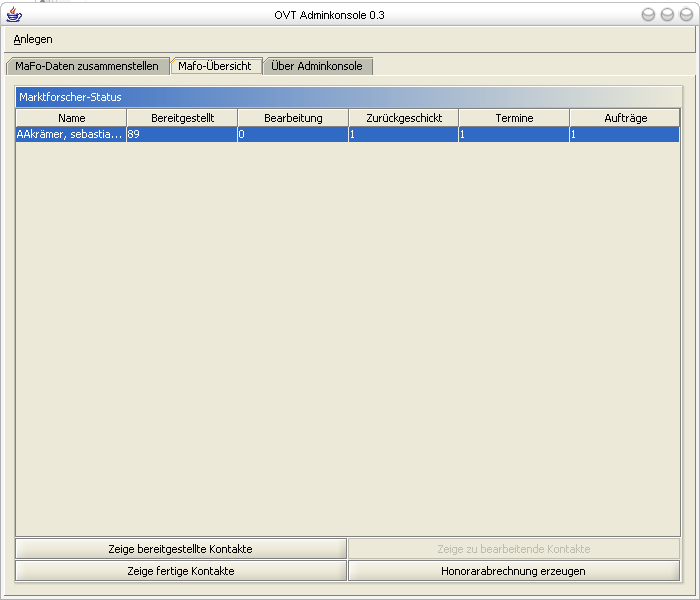 OVT Adminkonsole 0.3
Anlegen
MaFo-Daten zusammenstellen Mafo-Übersicht Über Adminkonsole
Marktforscher-Status
Name Bereitgestellt Bearbeitung Zurückgeschickt Termine Aufträge
AAkrämer, sebastia... 89 0 1 1 1
Zeige bereitgestellte Kontakte Zeige zu bearbeitende Kontakte
Zeige fertige Kontakte Honorarabrechnung erzeugen